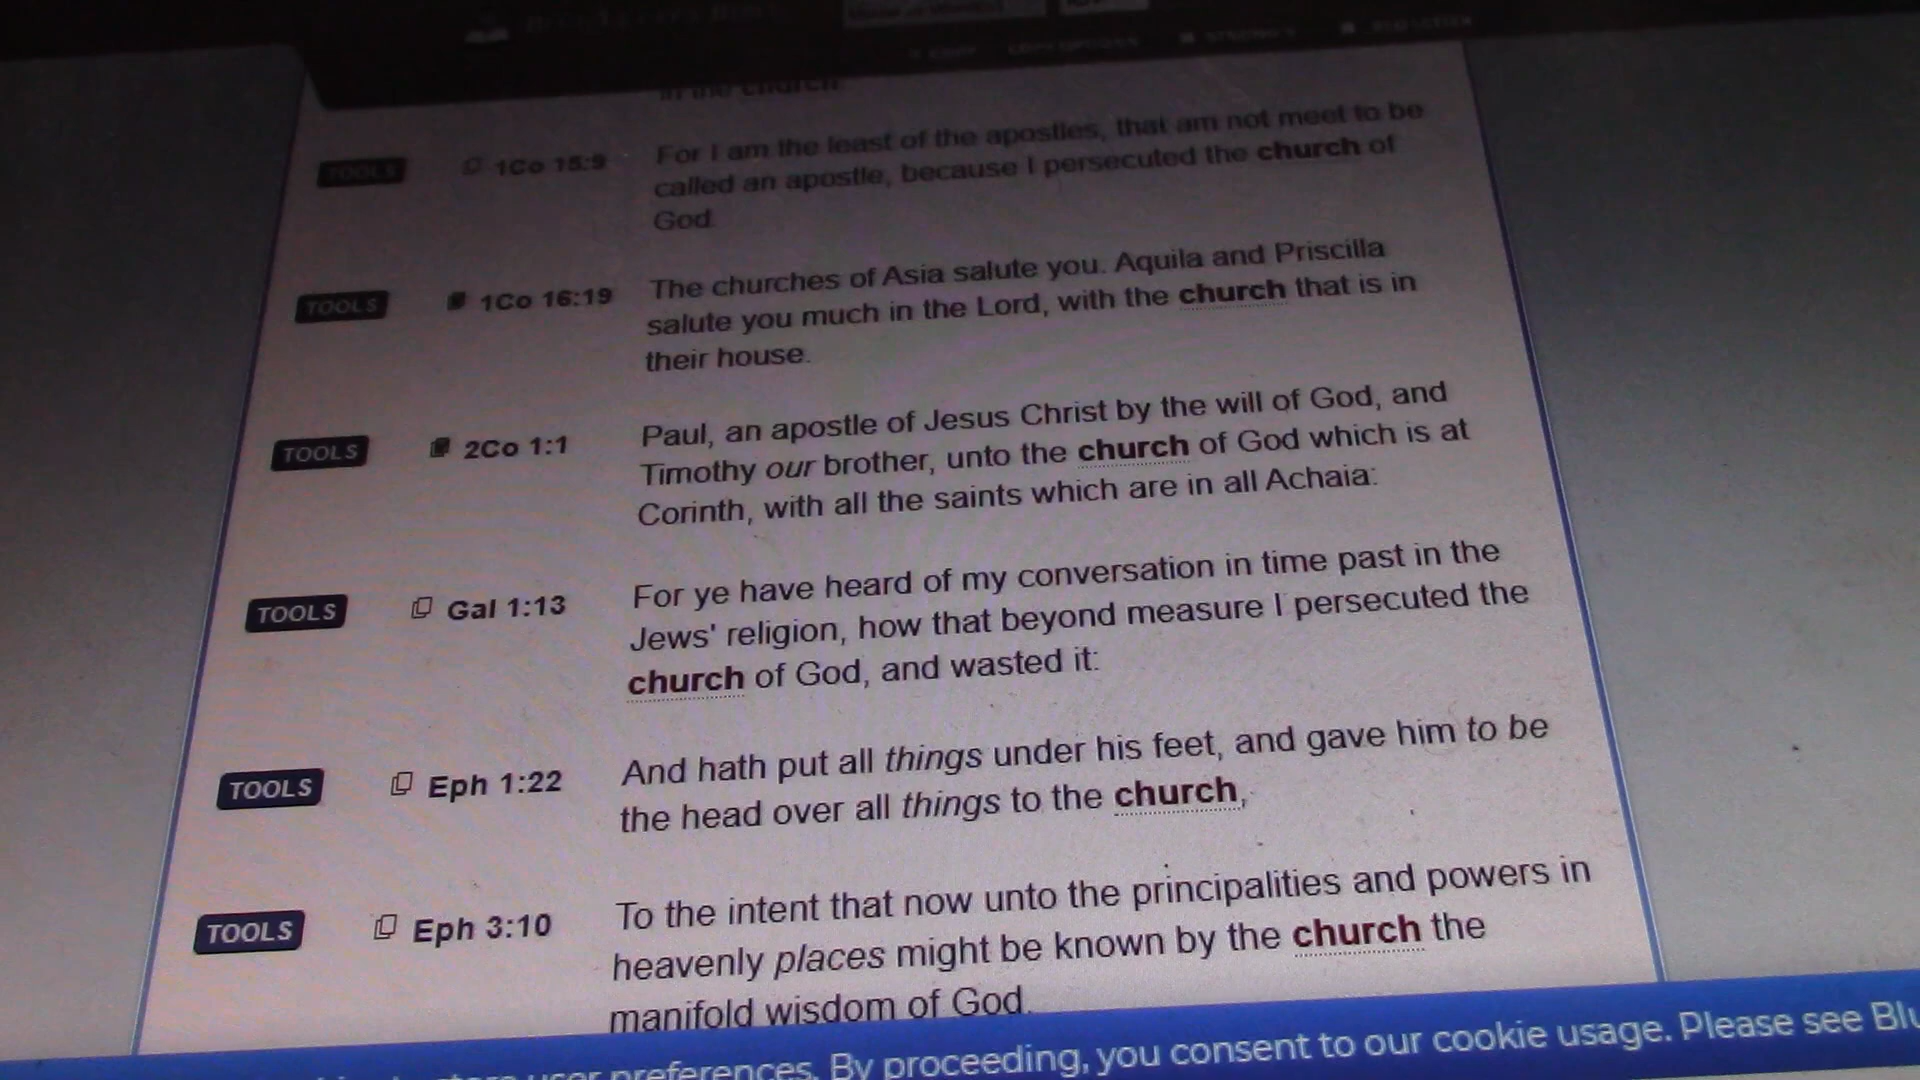 in the church.
TOOLS 1Co 15:9 For I am the least of the apostles, that am not meet to be
called an apostle, because I persecuted the church of
God.
TOOLS 1Co 16:19 The churches of Asia salute you. Aquila and Priscilla
salute you much in the Lord, with the church that is in
their house.
TOOLS 2Co 1:1 Paul, an apostle of Jesus Christ by the will of God, and
Timothy our brother, unto the church of God which is at
Corinth, with all the saints which are in all Achaia:
TOOLS Gal 1:13 For ye have heard of my conversation in time past in the
Jews' religion, how that beyond measure I persecuted the
church of God, and wasted it:
TOOLS Eph 1:22 And hath put all things under his feet, and gave him to be
the head over all things to the church,
TOOLS Eph 3:10 To the intent that now unto the principalities and powers in
heavenly places might be known by the church the
manifold wisdom of God.
user preferences. By proceeding, you consent to our cookie usage. Please see Blu